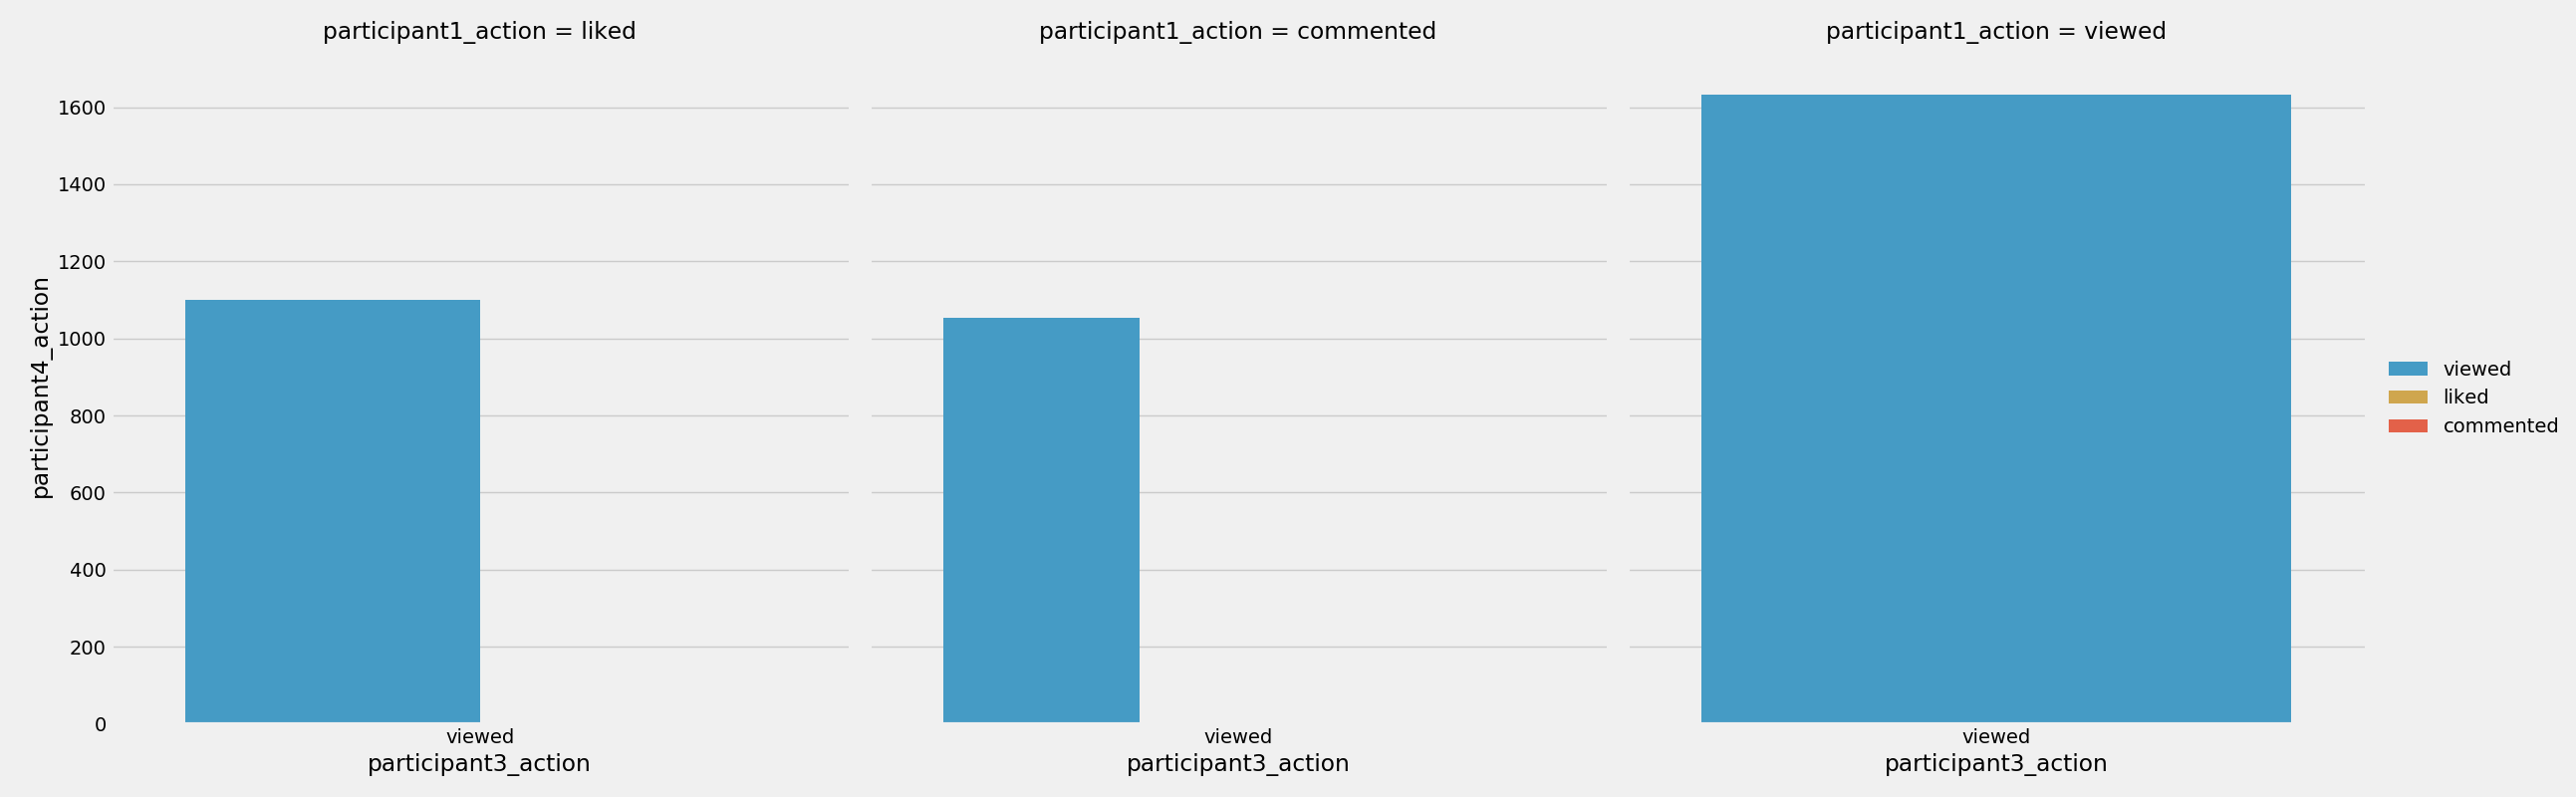 participant1_action = liked
participant1_action = commented
participant1_action = viewed
participant4_action
1600
1400
1200
1000
800
600
400
200
0
viewed
viewed
viewed
participant3_action
participant3_action
participant3_action
viewed
liked
commented